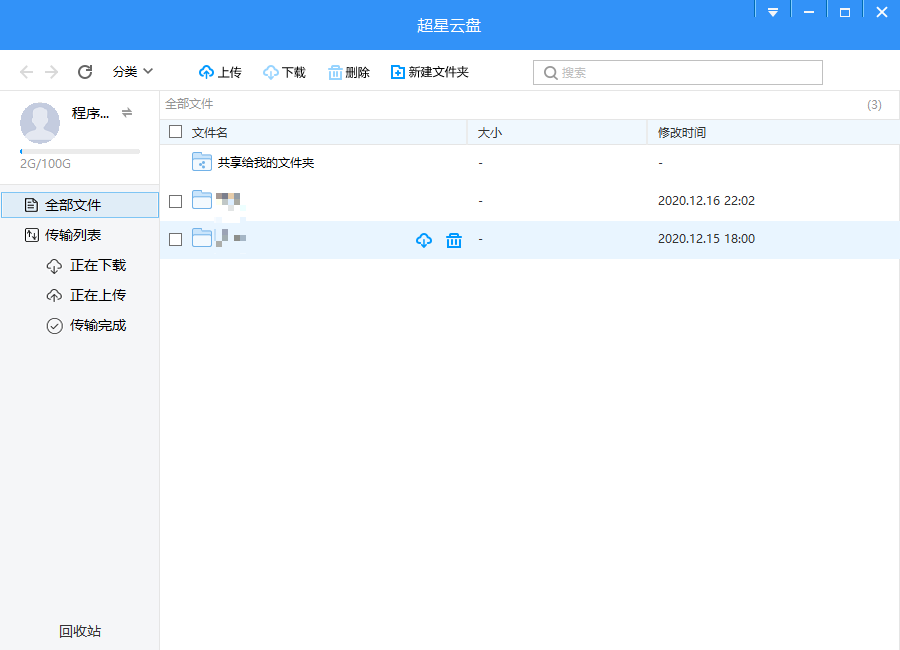 超星云盘
分类 上传 下载 删除 新建文件夹 搜索
程序...
2G/100G
全部文件
传输列表
正在下载
正在上传
传输完成
回收站
全部文件 (3)
文件名 大小 修改时间
共享给我的文件夹 - -
- 2020.12.16 22:02
- 2020.12.15 18:00